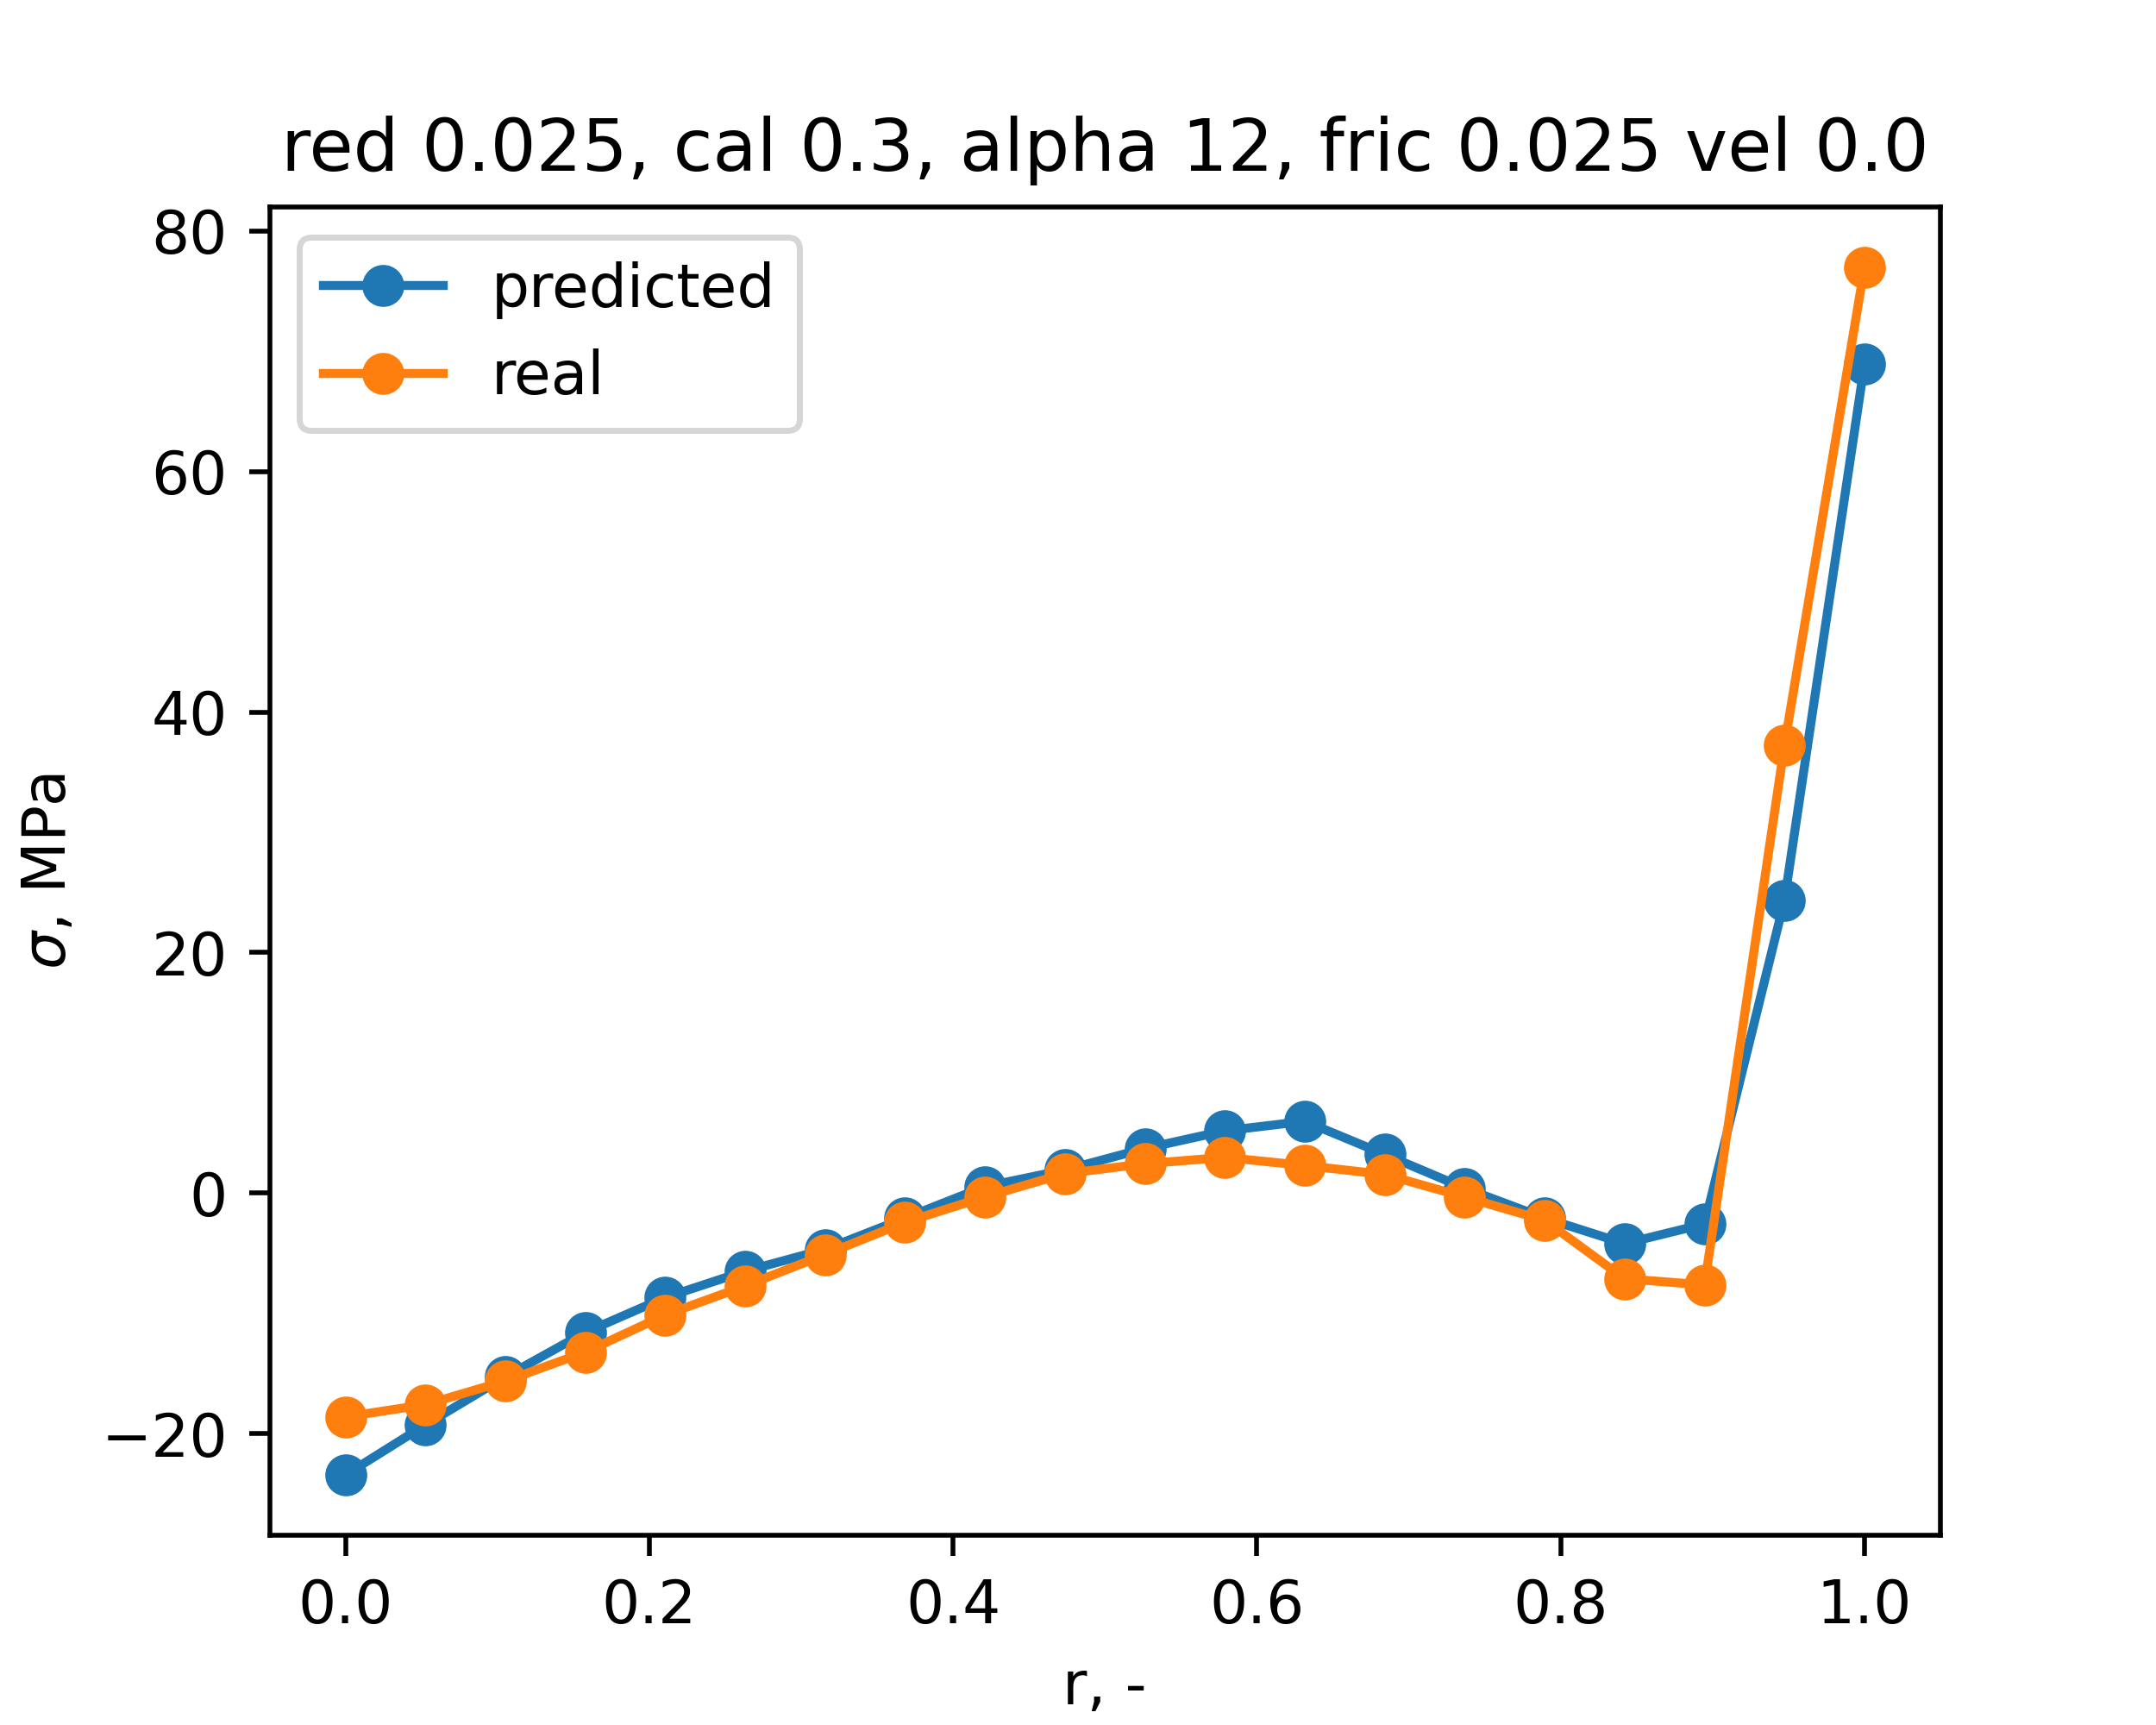 red 0.025, cal 0.3, alpha 12, fric 0.025 vel 0.0
predicted
real
80
60
40
20
0
−20
σ, MPa
0.0 0.2 0.4 0.6 0.8 1.0
r, -